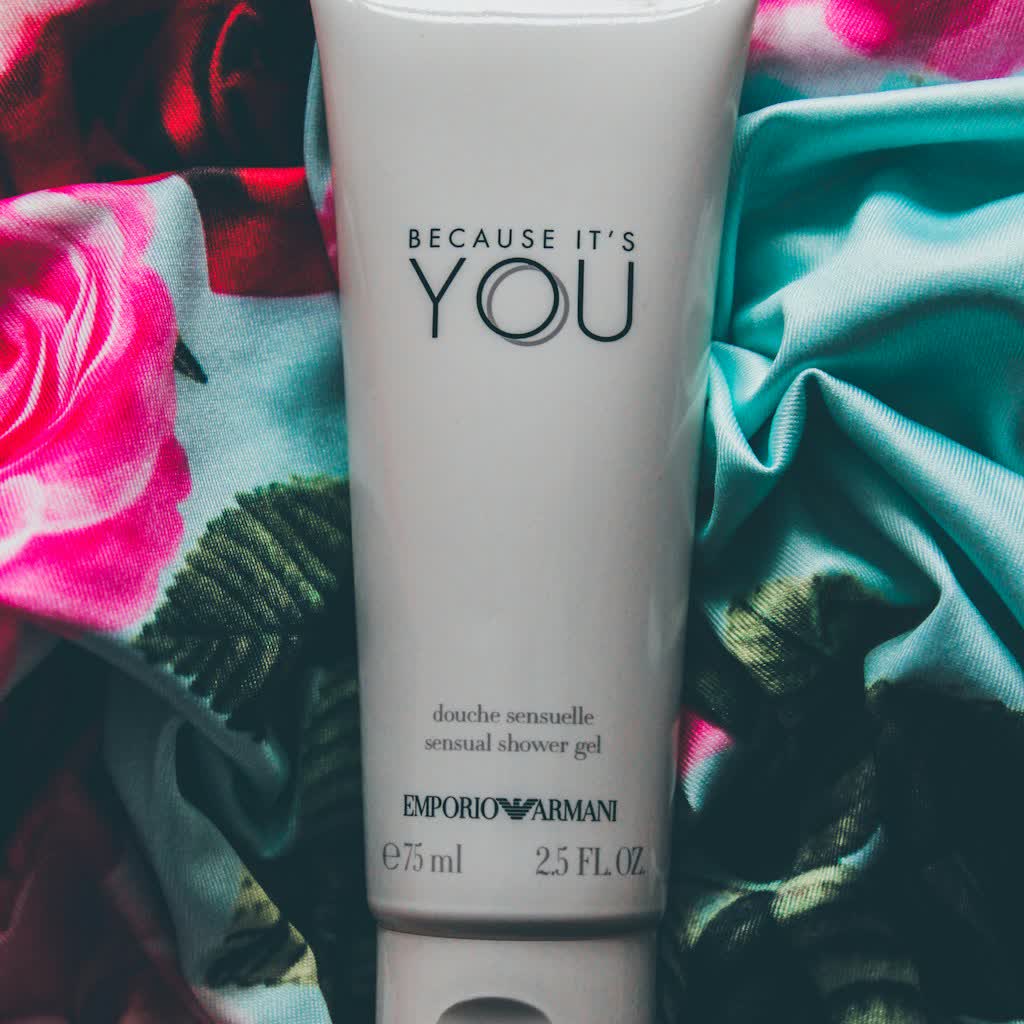 BECAUSE IT'S
YOU
douche sensuelle
sensual shower gel
EMPORIO ARMANI
℮75 ml 2.5 FL. OZ.